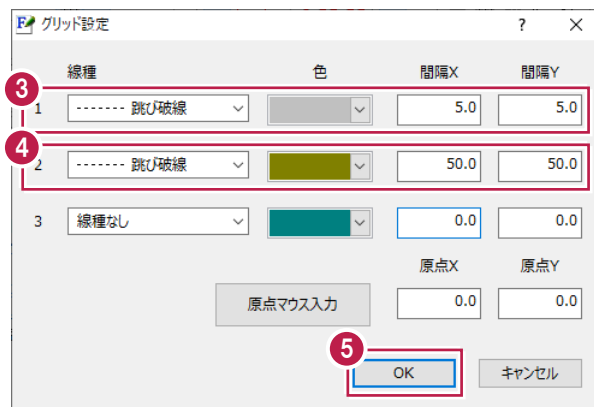 グリッド設定 ? ×
線種 色 間隔X 間隔Y
3
1 ------- 跳び破線 5.0 5.0
4
2 ------- 跳び破線 50.0 50.0
3 線種なし 0.0 0.0
原点X 原点Y
原点マウス入力 0.0 0.0
5
OK キャンセル